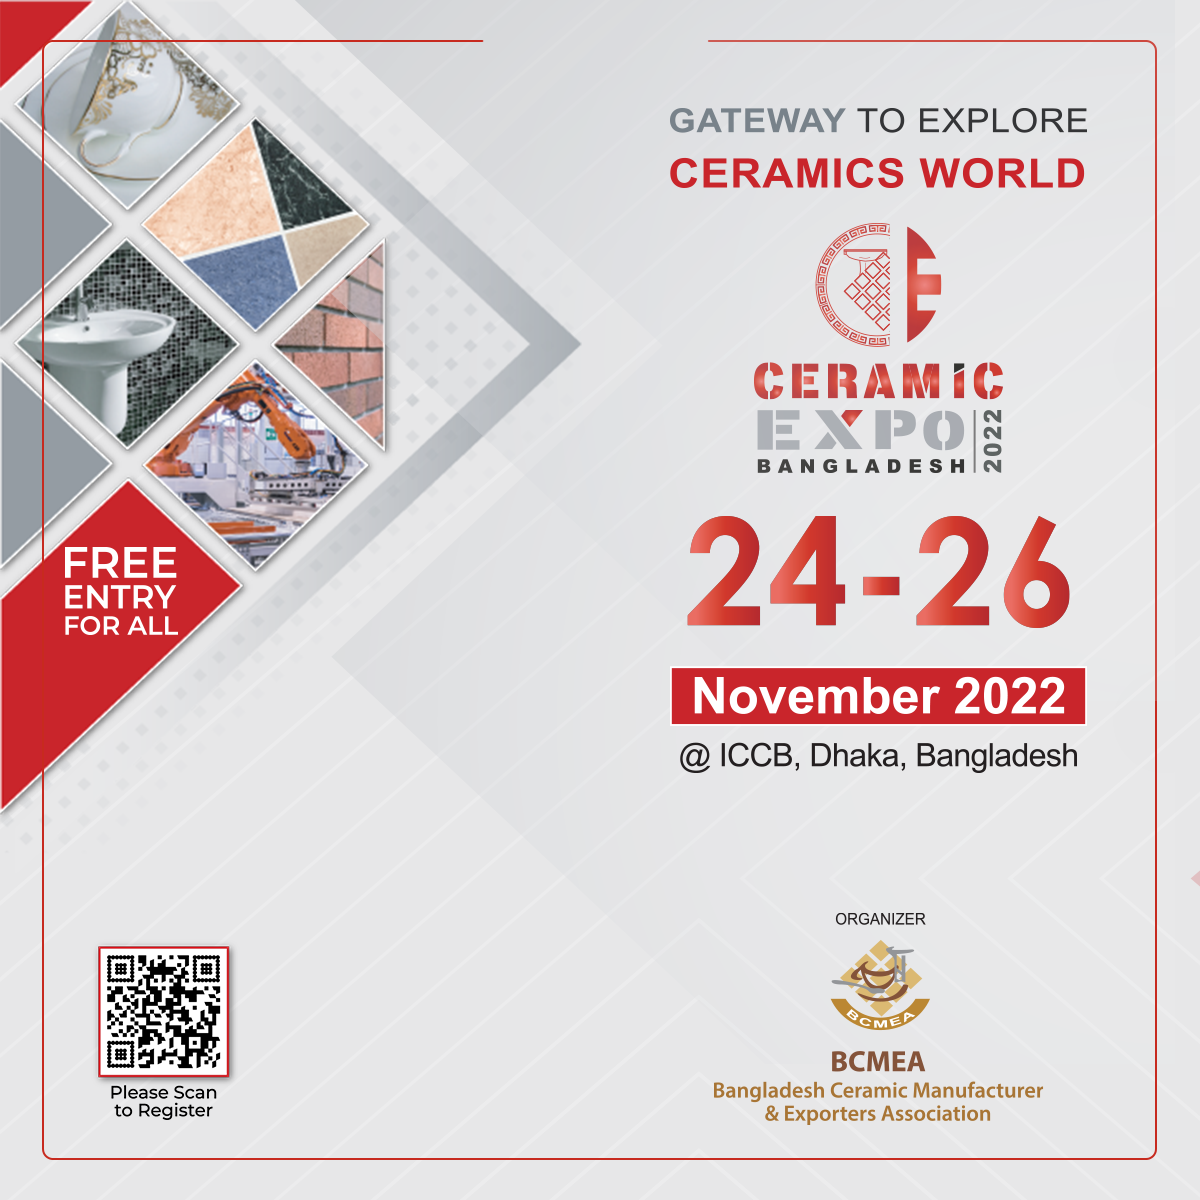 GATEWAY TO EXPLORE
CERAMICS WORLD
CERAMIC
EXPO
BANGLADESH
2022
24-26
November 2022
@ ICCB, Dhaka, Bangladesh
FREE
ENTRY
FOR ALL
Please Scan
to Register
ORGANIZER
BCMEA
BCMEA
Bangladesh Ceramic Manufacturer
& Exporters Association